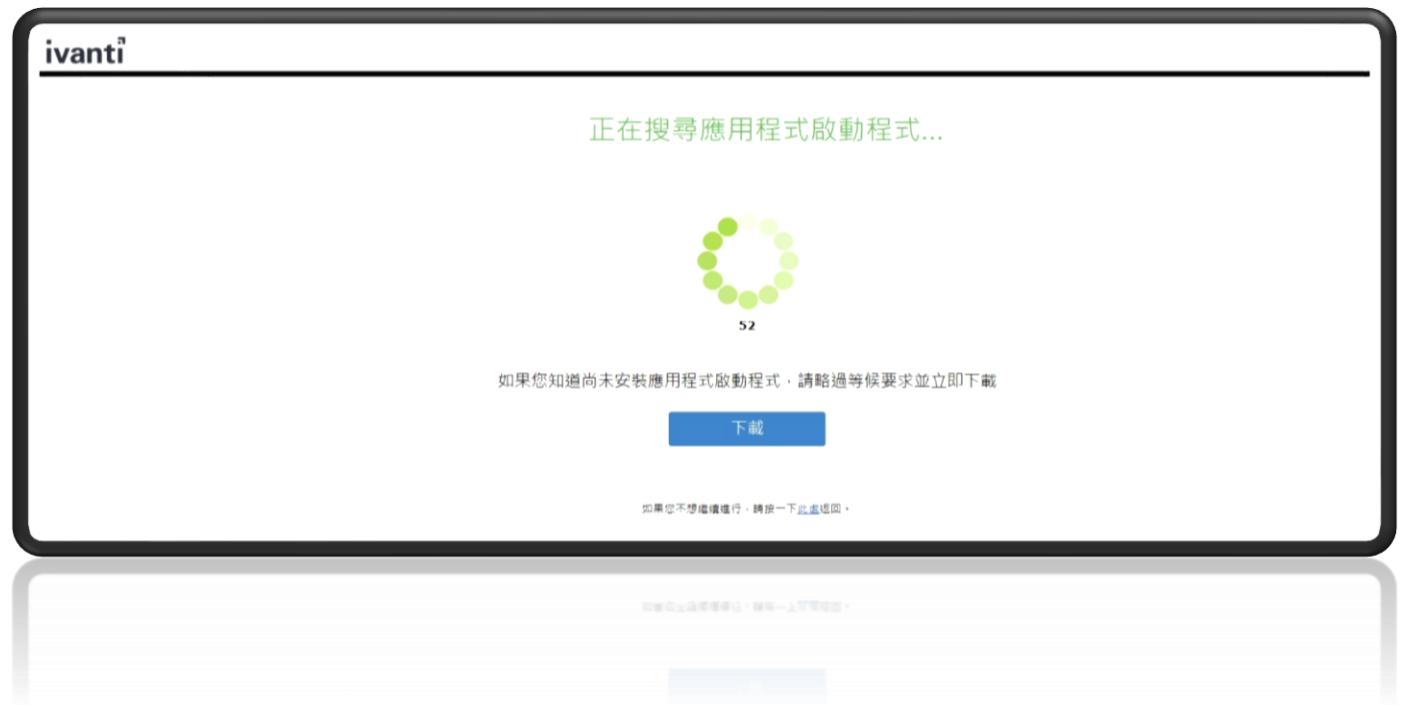 ivanti
正在搜尋應用程式啟動程式...
52
如果您知道尚未安裝應用程式啟動程式，請略過等候要求並立即下載
下載
如果您不想繼續進行，請按一下此處返回。